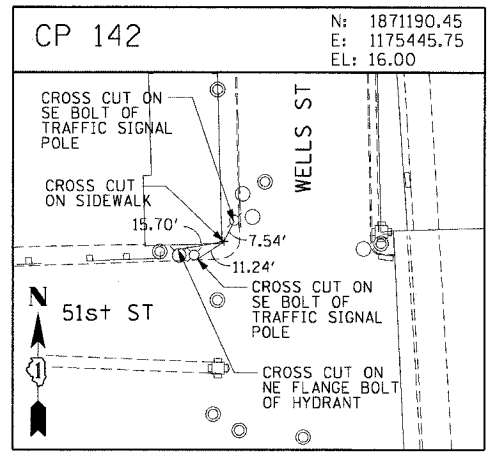 CP 142
N: 1871190.45
E: 1175445.75
EL: 16.00
CROSS CUT ON
SE BOLT OF
TRAFFIC SIGNAL
POLE
WELLS ST
CROSS CUT
ON SIDEWALK
15.70'
7.54'
11.24'
CROSS CUT ON
SE BOLT OF
TRAFFIC SIGNAL
POLE
N
51st ST
1
CROSS CUT ON
NE FLANGE BOLT
OF HYDRANT